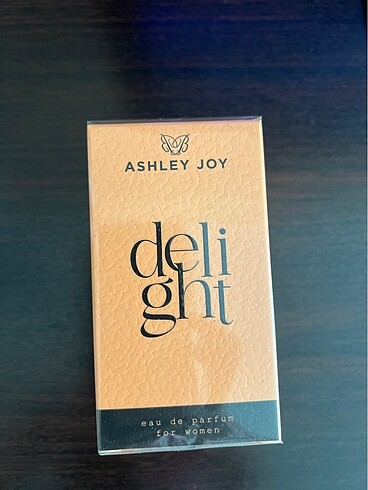 ASHLEY JOY
deli
ght
eau de parfum
for women